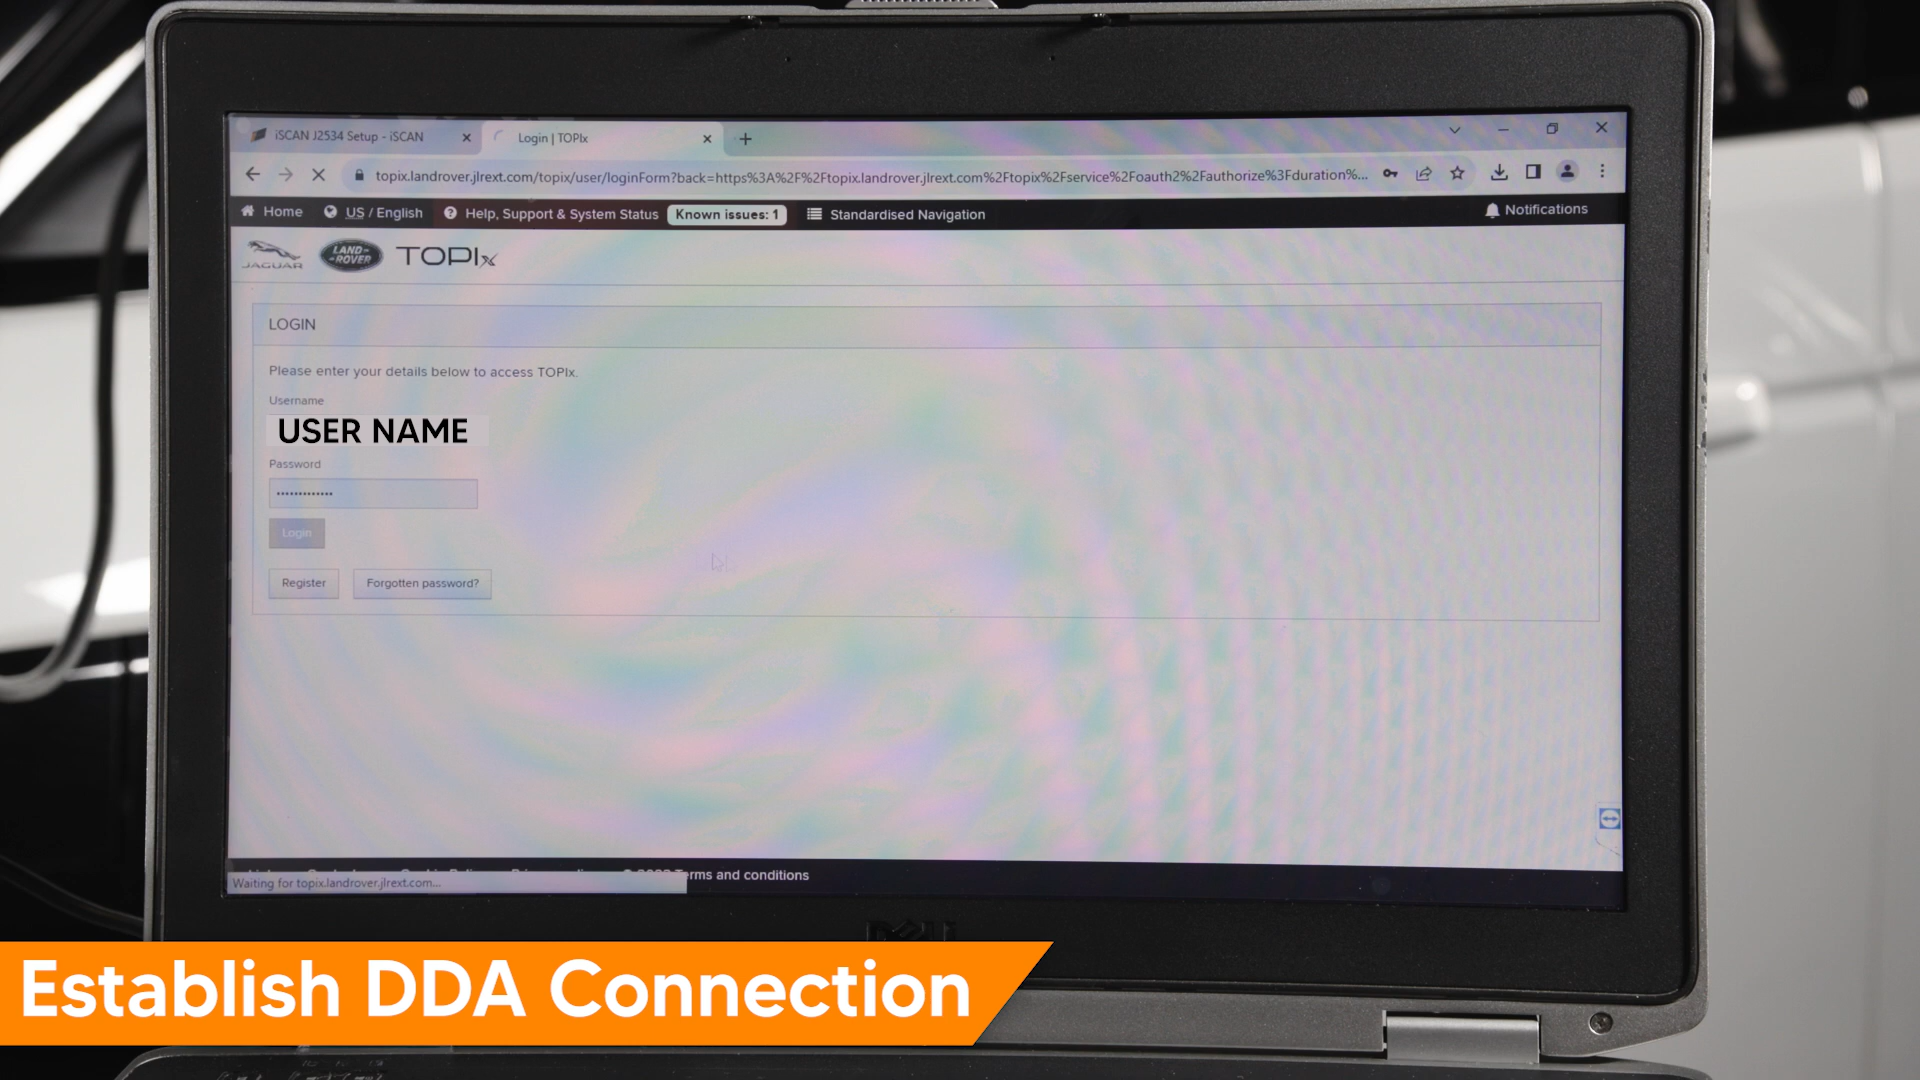 iSCAN J2534 Setup - iSCAN
Login | TOPIx
topix.landrover.jlrext.com/topix/user/loginForm?back=https%3A%2F%2Ftopix.landrover.jlrext.com%2Ftopix%2Fservice%2Foauth2%2Fauthorize%3Fduration%...
Home US / English Help, Support & System Status Known issues: 1 Standardised Navigation Notifications
JAGUAR LAND-ROVER TOPIx
LOGIN
Please enter your details below to access TOPIx.
Username
USER NAME
Password
Login
Register Forgotten password?
Terms and conditions
Waiting for topix.landrover.jlrext.com...
DELL
Establish DDA Connection